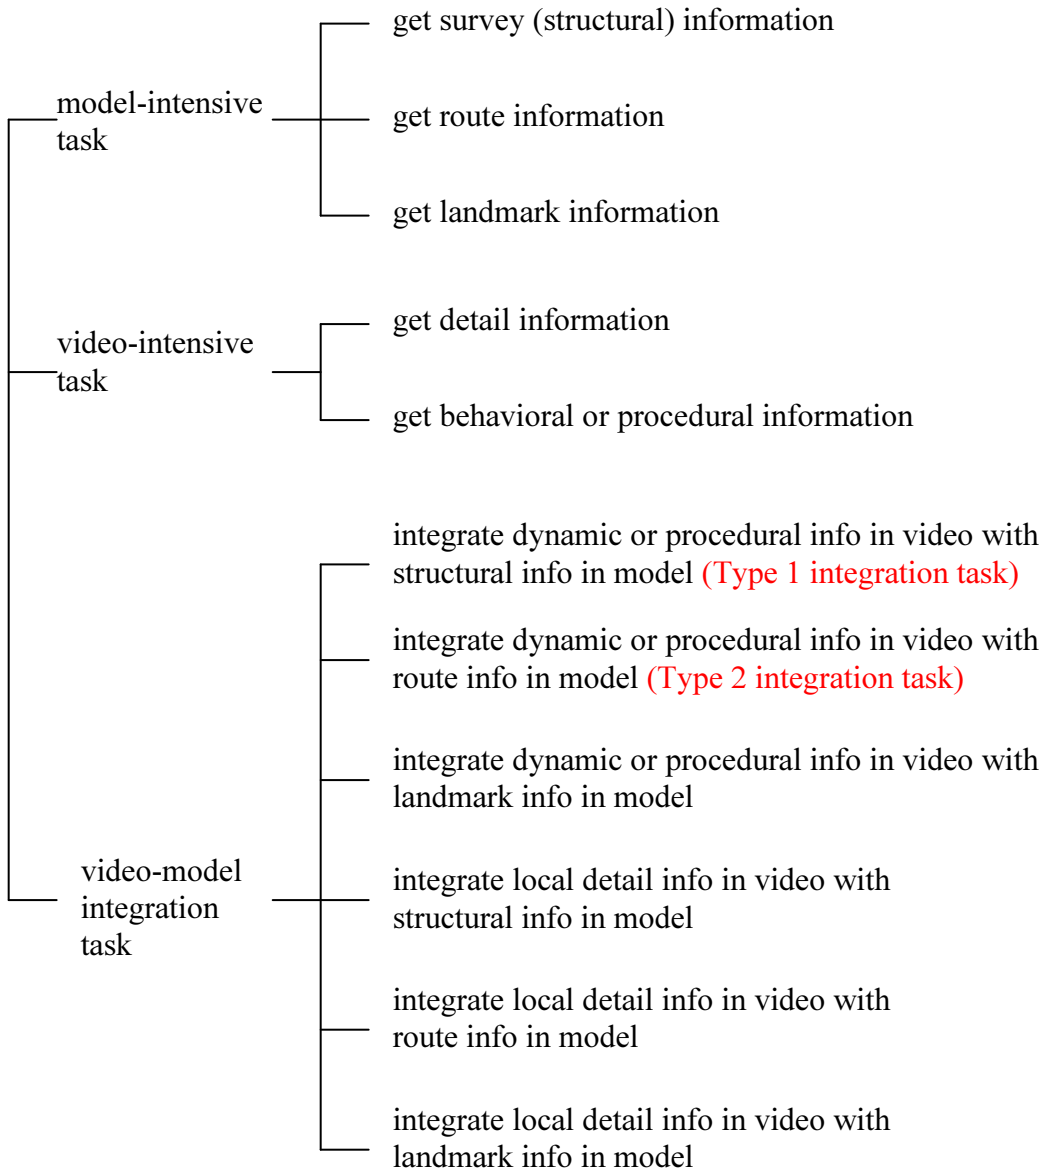 get survey (structural) information
model-intensive
task
get route information
get landmark information
video-intensive
task
get detail information
get behavioral or procedural information
integrate dynamic or procedural info in video with
structural info in model (Type 1 integration task)
integrate dynamic or procedural info in video with
route info in model (Type 2 integration task)
integrate dynamic or procedural info in video with
landmark info in model
video-model
integration
task
integrate local detail info in video with
structural info in model
integrate local detail info in video with
route info in model
integrate local detail info in video with
landmark info in model